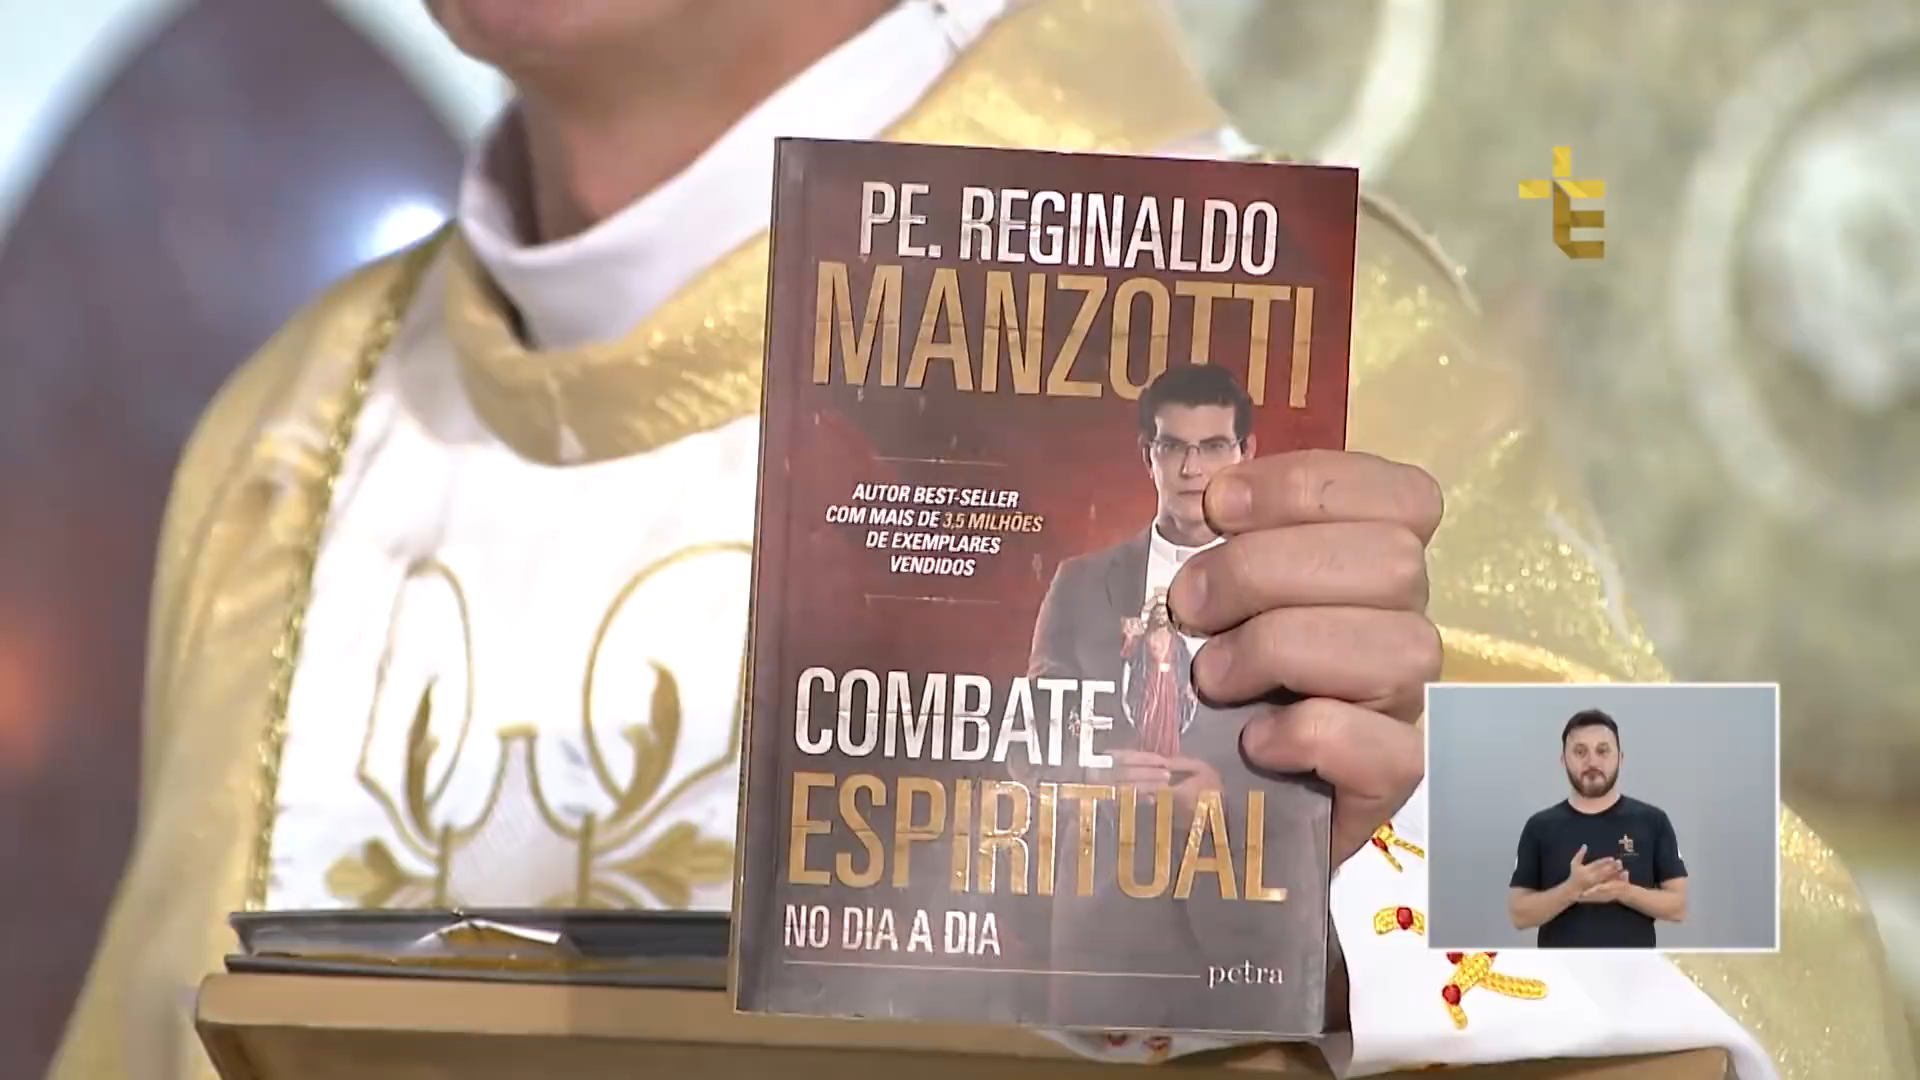 PE. REGINALDO
MANZOTTI
AUTOR BEST-SELLER
COM MAIS DE 3,5 MILHÕES
DE EXEMPLARES
VENDIDOS
COMBATE
ESPIRITUAL
NO DIA A DIA
petra